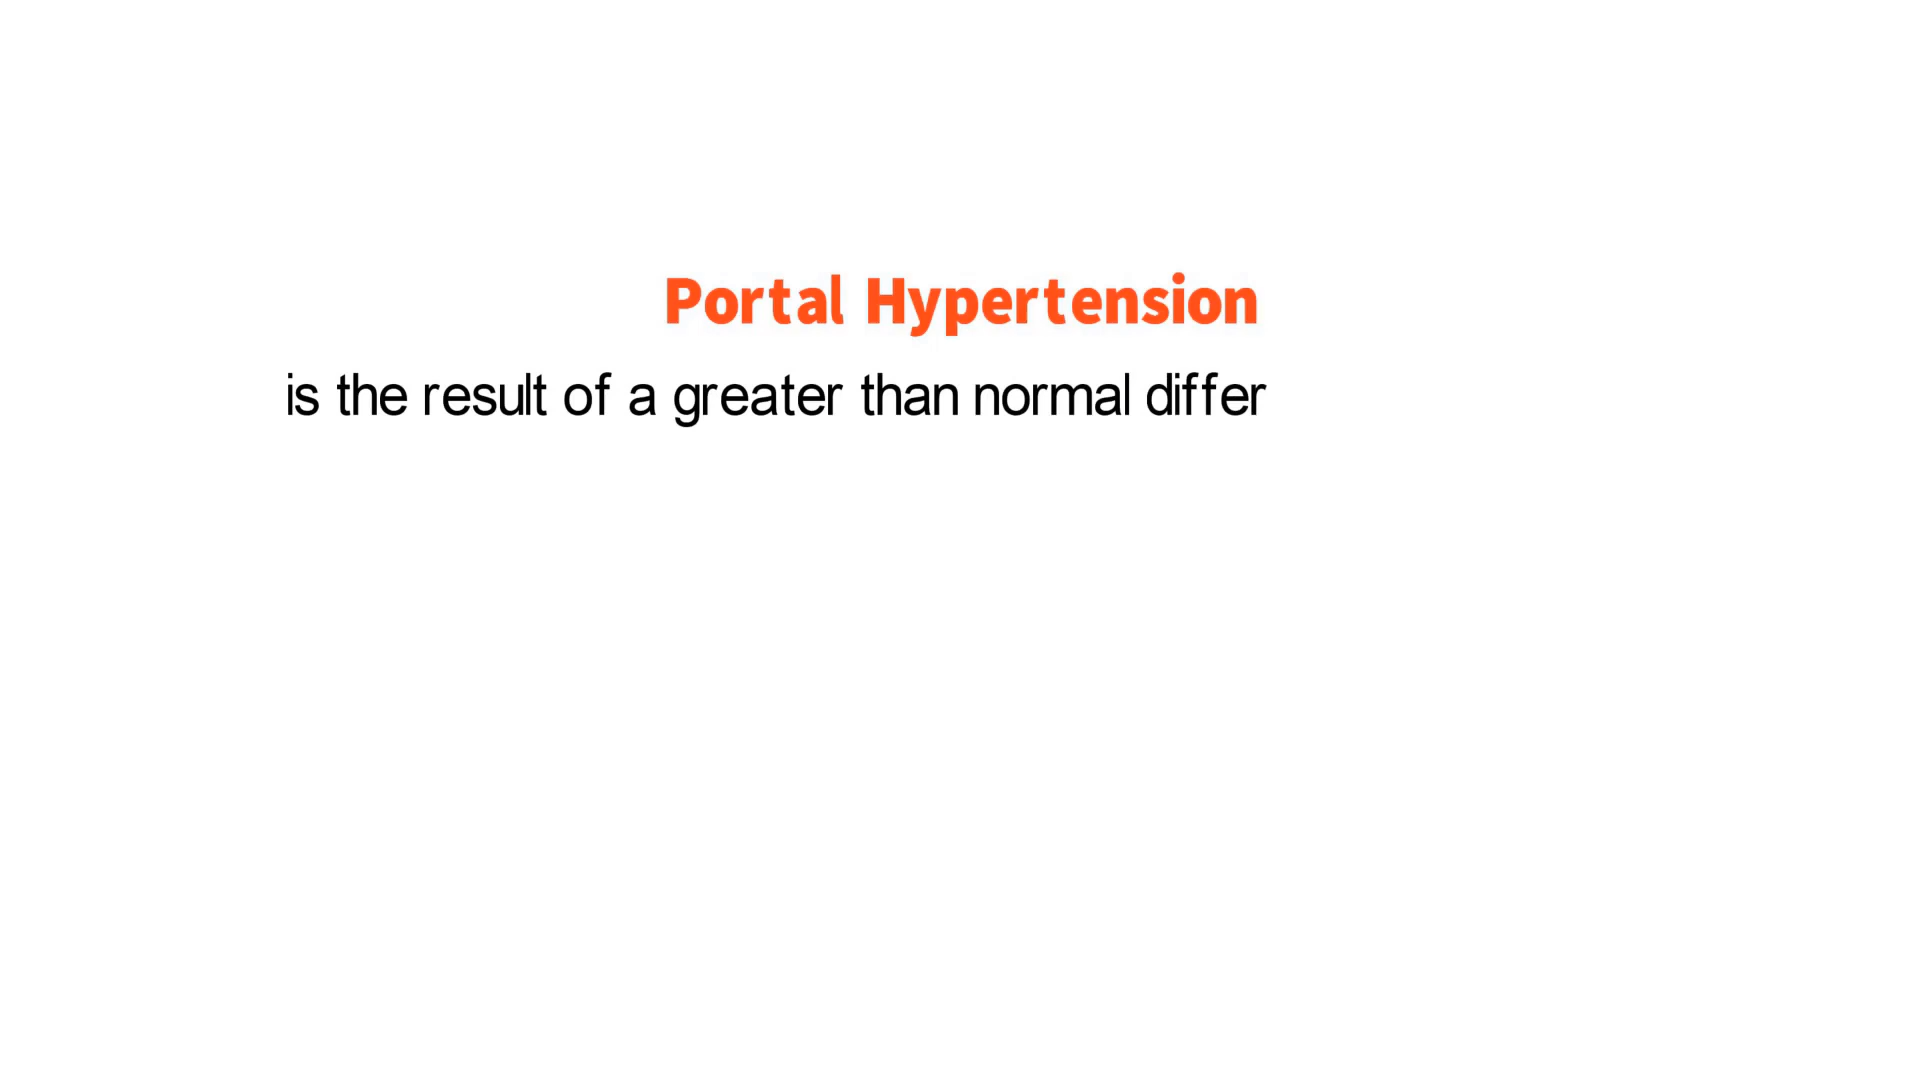 Portal Hypertension
is the result of a greater than normal differ